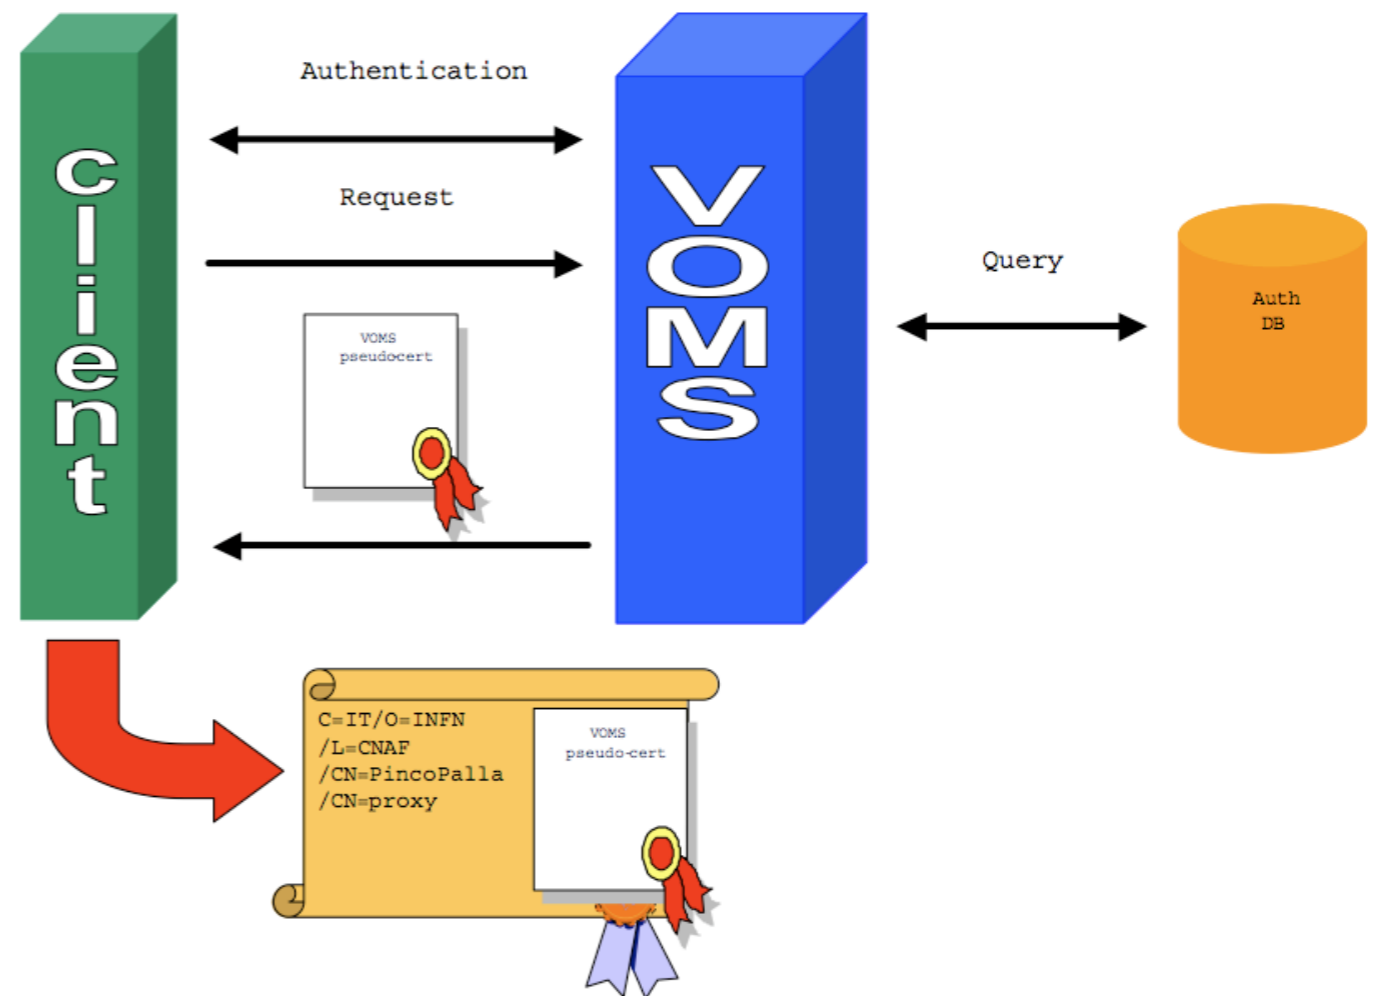 Authentication
Client
VOMS
Request
Query
Auth
DB
VOMS
pseudocert
C=IT/O=INFN
/L=CNAF
/CN=PincoPalla
/CN=proxy
VOMS
pseudo-cert